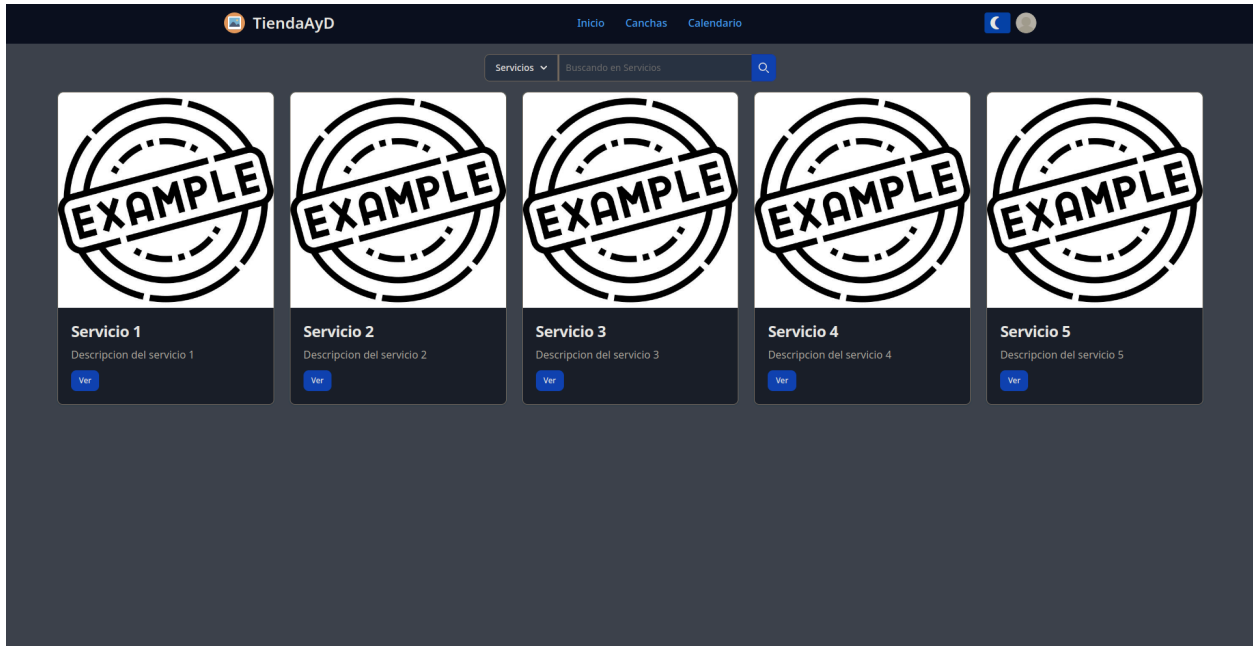 TiendaAyD
Inicio Canchas Calendario
Servicios Buscando en Servicios
EXAMPLE EXAMPLE EXAMPLE EXAMPLE EXAMPLE
Servicio 1 Servicio 2 Servicio 3 Servicio 4 Servicio 5
Descripcion del servicio 1 Descripcion del servicio 2 Descripcion del servicio 3 Descripcion del servicio 4 Descripcion del servicio 5
Ver Ver Ver Ver Ver